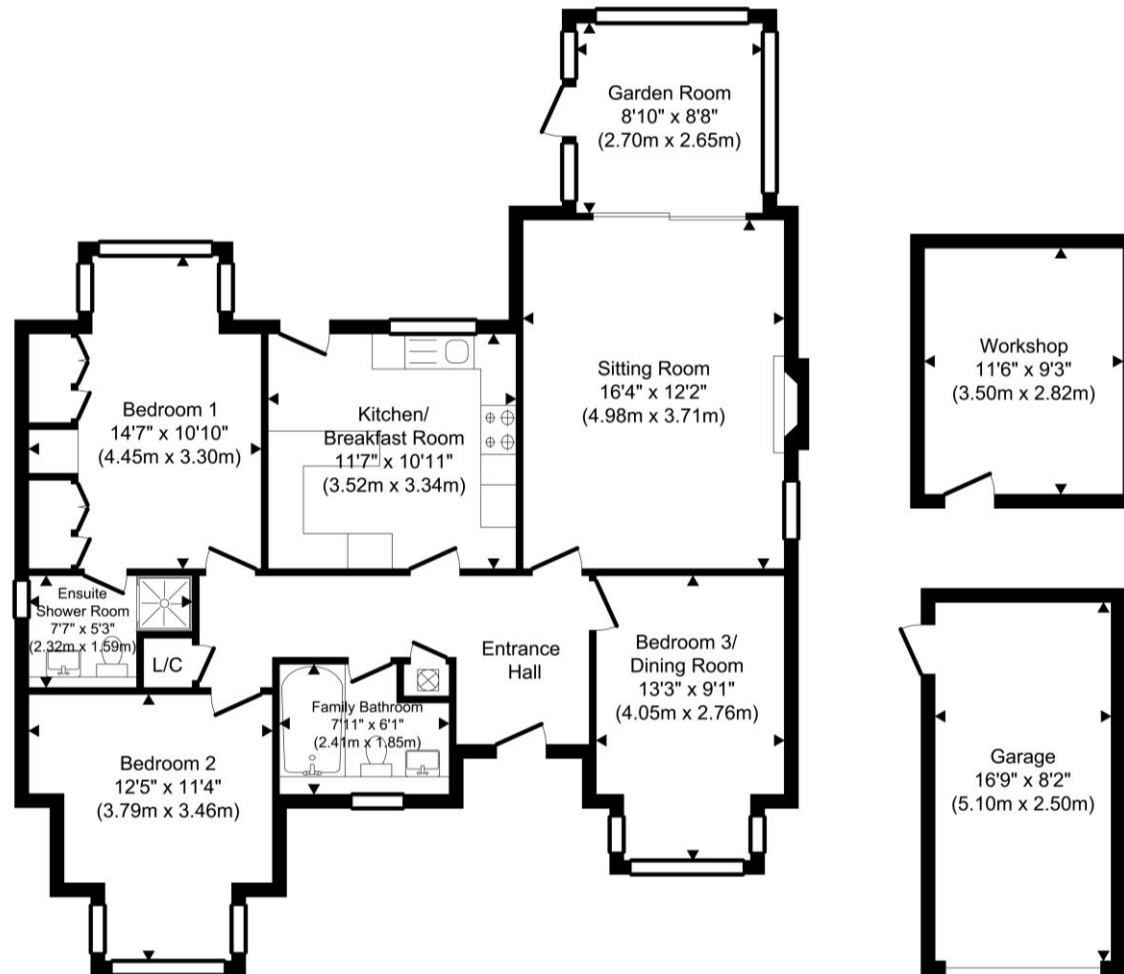 Garden Room
8'10" x 8'8"
(2.70m x 2.65m)
Sitting Room
16'4" x 12'2"
(4.98m x 3.71m)
Workshop
11'6" x 9'3"
(3.50m x 2.82m)
Bedroom 1
14'7" x 10'10"
(4.45m x 3.30m)
Kitchen/
Breakfast Room
11'7" x 10'11"
(3.52m x 3.34m)
Ensuite
Shower Room
7'7" x 5'3"
(2.32m x 1.59m)
L/C
Entrance
Hall
Bedroom 3/
Dining Room
13'3" x 9'1"
(4.05m x 2.76m)
Family Bathroom
7'11" x 6'1"
(2.41m x 1.85m)
Bedroom 2
12'5" x 11'4"
(3.79m x 3.46m)
Garage
16'9" x 8'2"
(5.10m x 2.50m)